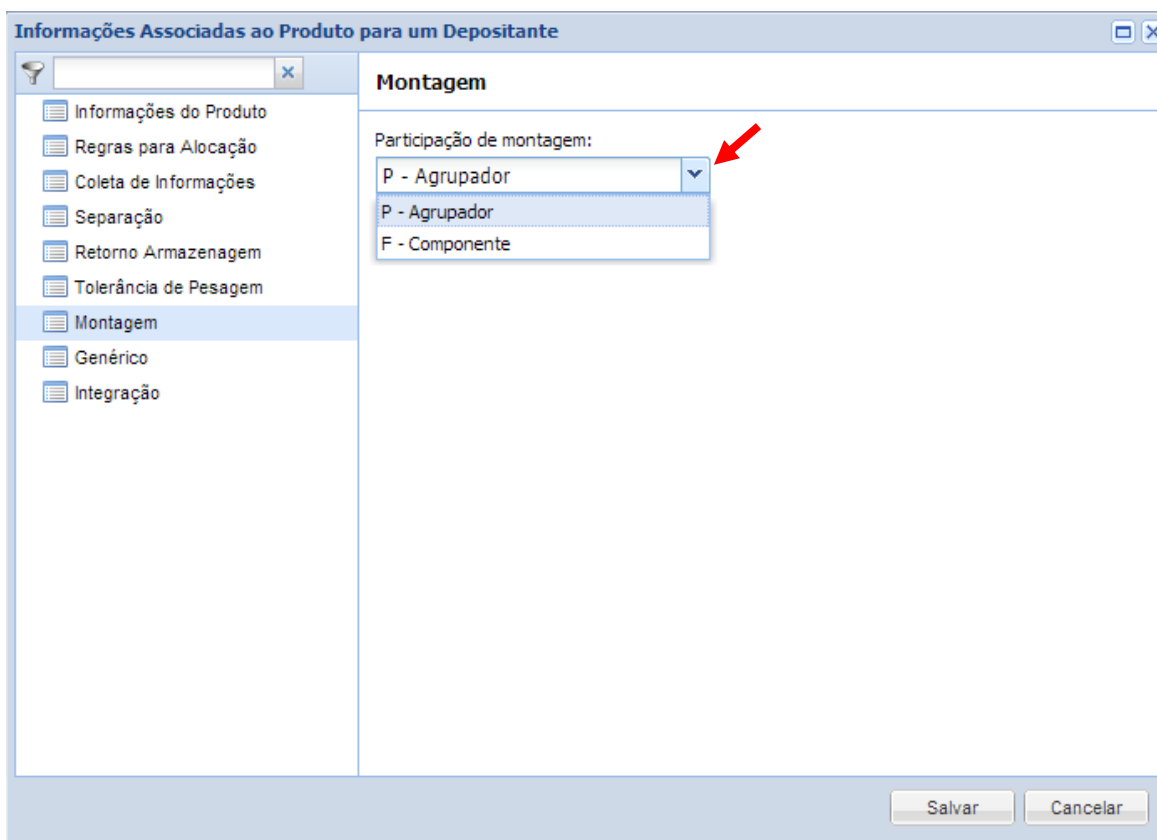 Informações Associadas ao Produto para um Depositante
Montagem
Informações do Produto
Regras para Alocação
Coleta de Informações
Separação
Retorno Armazenagem
Tolerância de Pesagem
Montagem
Genérico
Integração
Participação de montagem:
P - Agrupador
P - Agrupador
F - Componente
Salvar
Cancelar